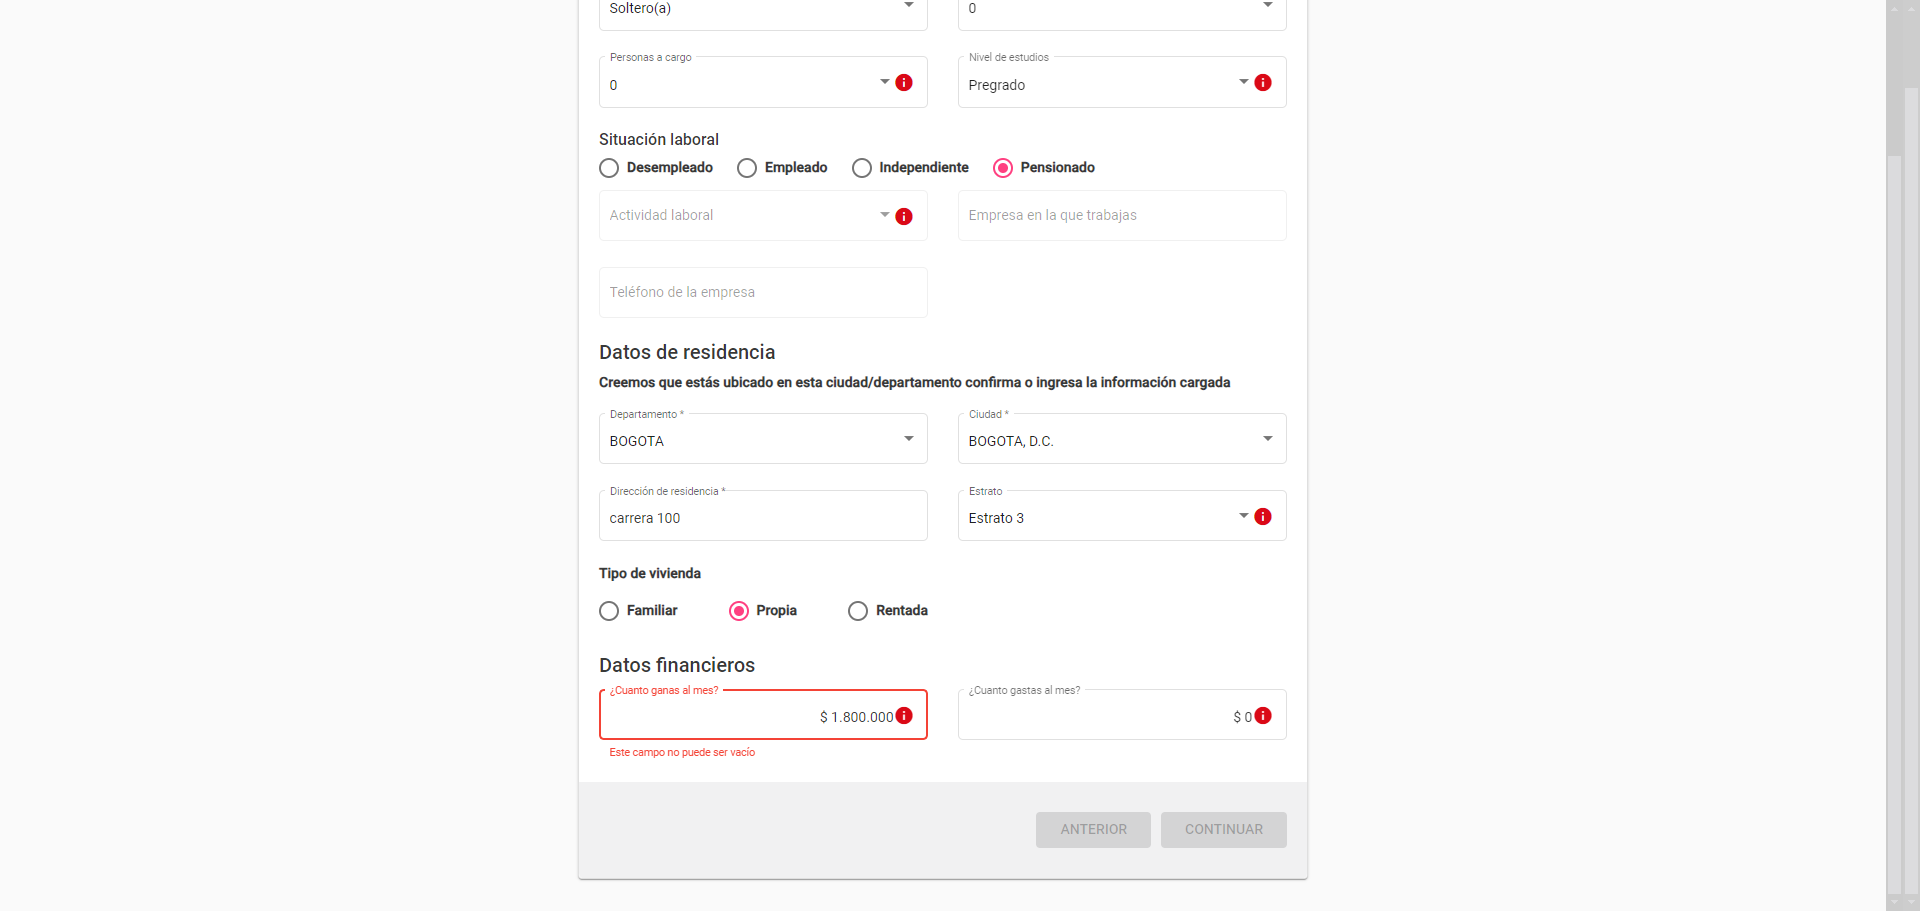 Soltero(a)
0
Personas a cargo
0
Nivel de estudios
Pregrado
Situación laboral
Desempleado
Empleado
Independiente
Pensionado
Actividad laboral
Empresa en la que trabajas
Teléfono de la empresa
Datos de residencia
Creemos que estás ubicado en esta ciudad/departamento confirma o ingresa la información cargada
Departamento *
BOGOTA
Ciudad *
BOGOTA, D.C.
Dirección de residencia *
carrera 100
Estrato
Estrato 3
Tipo de vivienda
Familiar
Propia
Rentada
Datos financieros
¿Cuanto ganas al mes?
$ 1.800.000
¿Cuanto gastas al mes?
$ 0
Este campo no puede ser vacío
ANTERIOR
CONTINUAR